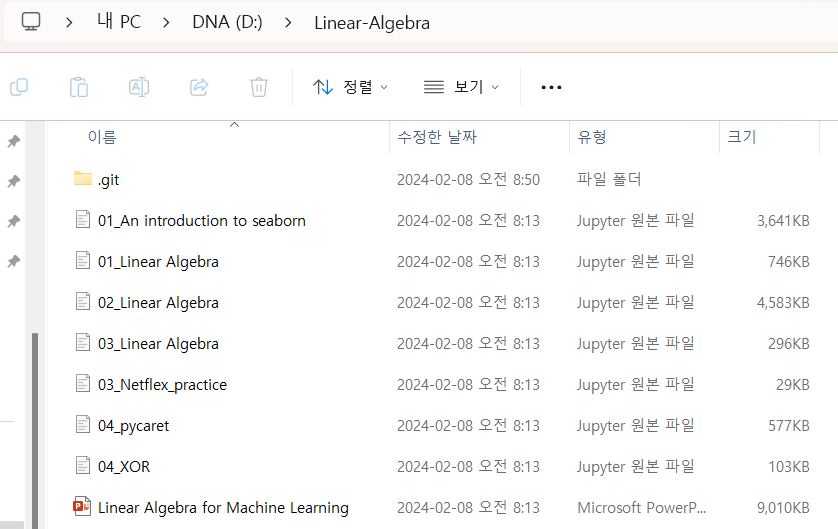 내 PC > DNA (D:) > Linear-Algebra
정렬 보기
이름 수정한 날짜 유형 크기
.git 2024-02-08 오전 8:50 파일 폴더
01_An introduction to seaborn 2024-02-08 오전 8:13 Jupyter 원본 파일 3,641KB
01_Linear Algebra 2024-02-08 오전 8:13 Jupyter 원본 파일 746KB
02_Linear Algebra 2024-02-08 오전 8:13 Jupyter 원본 파일 4,583KB
03_Linear Algebra 2024-02-08 오전 8:13 Jupyter 원본 파일 296KB
03_Netflex_practice 2024-02-08 오전 8:13 Jupyter 원본 파일 29KB
04_pycaret 2024-02-08 오전 8:13 Jupyter 원본 파일 577KB
04_XOR 2024-02-08 오전 8:13 Jupyter 원본 파일 103KB
Linear Algebra for Machine Learning 2024-02-08 오전 8:13 Microsoft PowerP... 9,010KB